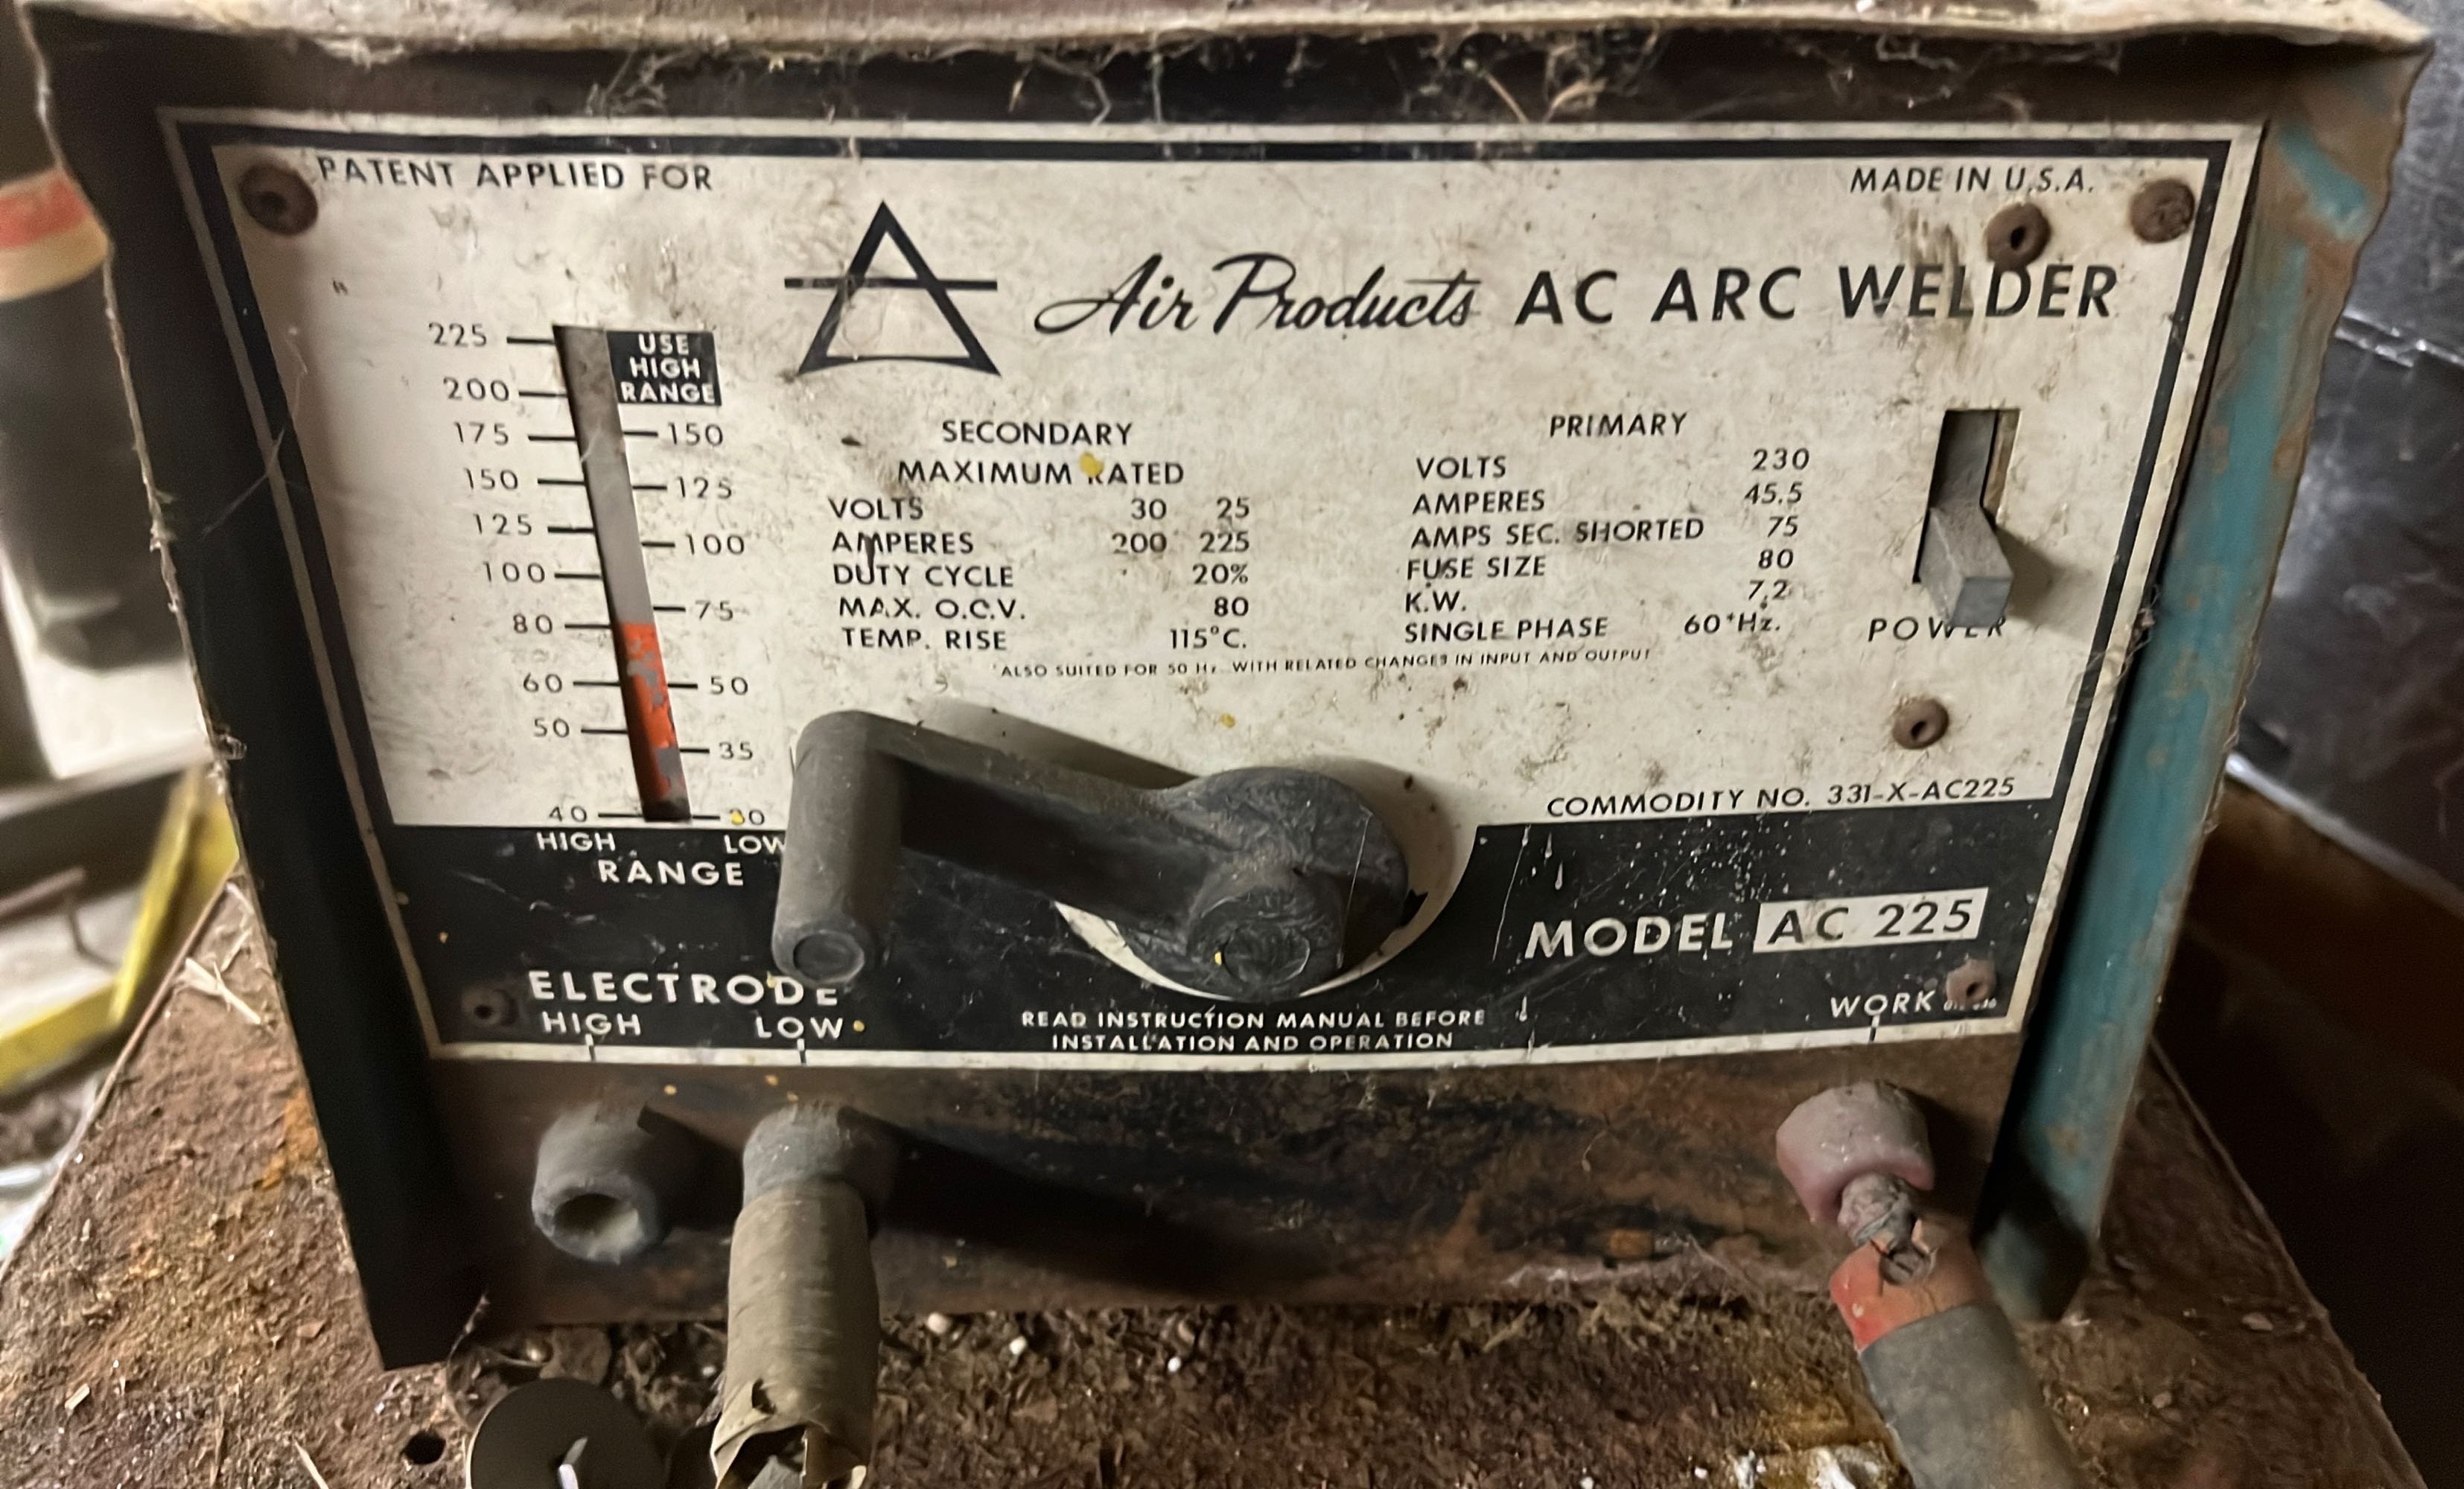 PATENT APPLIED FOR
MADE IN U.S.A.
Air Products AC ARC WELDER
225
200
175
150
125
100
80
60
50
40
USE
HIGH
RANGE
150
125
100
75
50
35
30
HIGH LOW
RANGE
SECONDARY
MAXIMUM RATED
VOLTS 30 25
AMPERES 200 225
DUTY CYCLE 20%
MAX. O.C.V. 80
TEMP. RISE 115°C.
PRIMARY
VOLTS 230
AMPERES 45.5
AMPS SEC. SHORTED 75
FUSE SIZE 80
K.W. 7.2
SINGLE PHASE 60*Hz.
*ALSO SUITED FOR 50 Hz. WITH RELATED CHANGES IN INPUT AND OUTPUT
POWER
COMMODITY NO. 331-X-AC225
MODEL AC 225
ELECTRODE
HIGH LOW
READ INSTRUCTION MANUAL BEFORE
INSTALLATION AND OPERATION
WORK